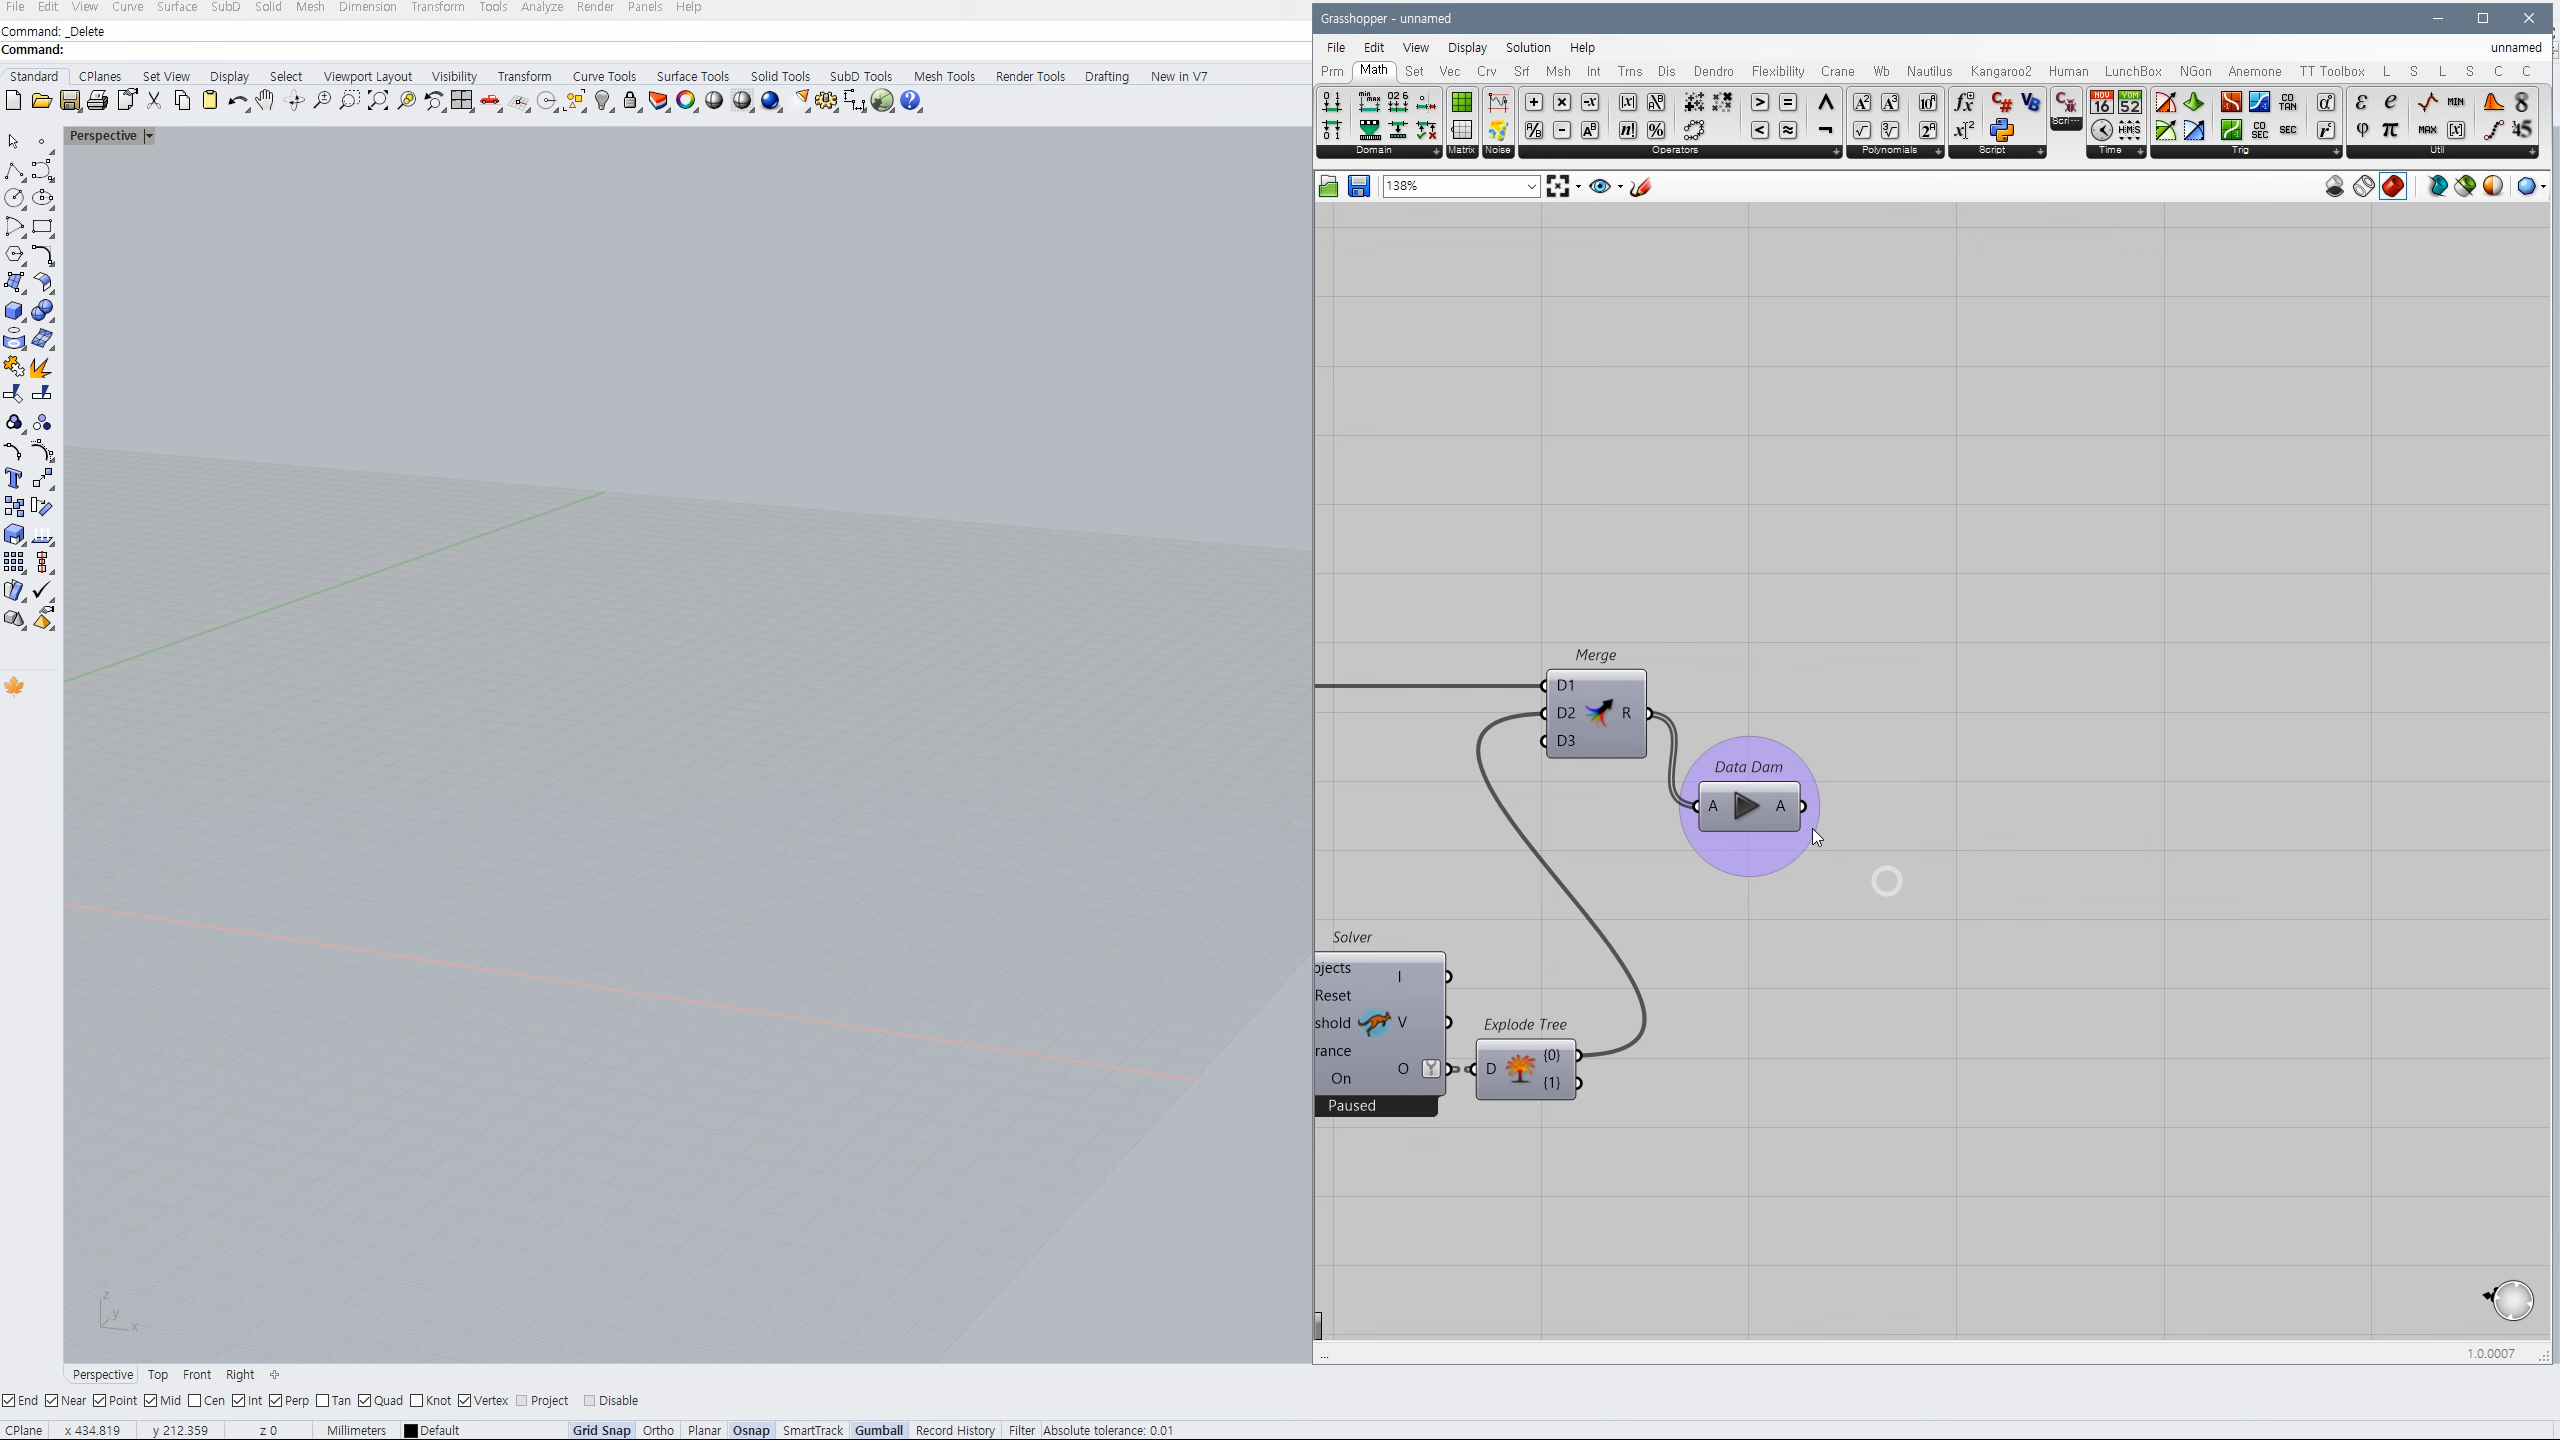 File Edit View Curve Surface SubD Solid Mesh Dimension Transform Tools Analyze Render Panels Help
Command: _Delete
Command:
Standard CPlanes Set View Display Select Viewport Layout Visibility Transform Curve Tools Surface Tools Solid Tools SubD Tools Mesh Tools Render Tools Drafting New in V7
Perspective
Grasshopper - unnamed
File Edit View Display Solution Help unnamed
Prm Math Set Vec Crv Srf Msh Int Trns Dis Dendro Flexibility Crane Wb Nautilus Kangaroo2 Human LunchBox NGon Anemone TT Toolbox L S L S C C
Domain Matrix Noise Operators Polynomials Script Scri··· Time Trig Util
138%
Merge
D1
D2 R
D3
Data Dam
A A
Solver
bjects I
Reset
shold V
rance
On O
Paused
Explode Tree
D {0}
{1}
... 1.0.0007
z
y
x
Perspective Top Front Right
End Near Point Mid Cen Int Perp Tan Quad Knot Vertex Project Disable
CPlane x 434.819 y 212.359 z 0 Millimeters Default Grid Snap Ortho Planar Osnap SmartTrack Gumball Record History Filter Absolute tolerance: 0.01